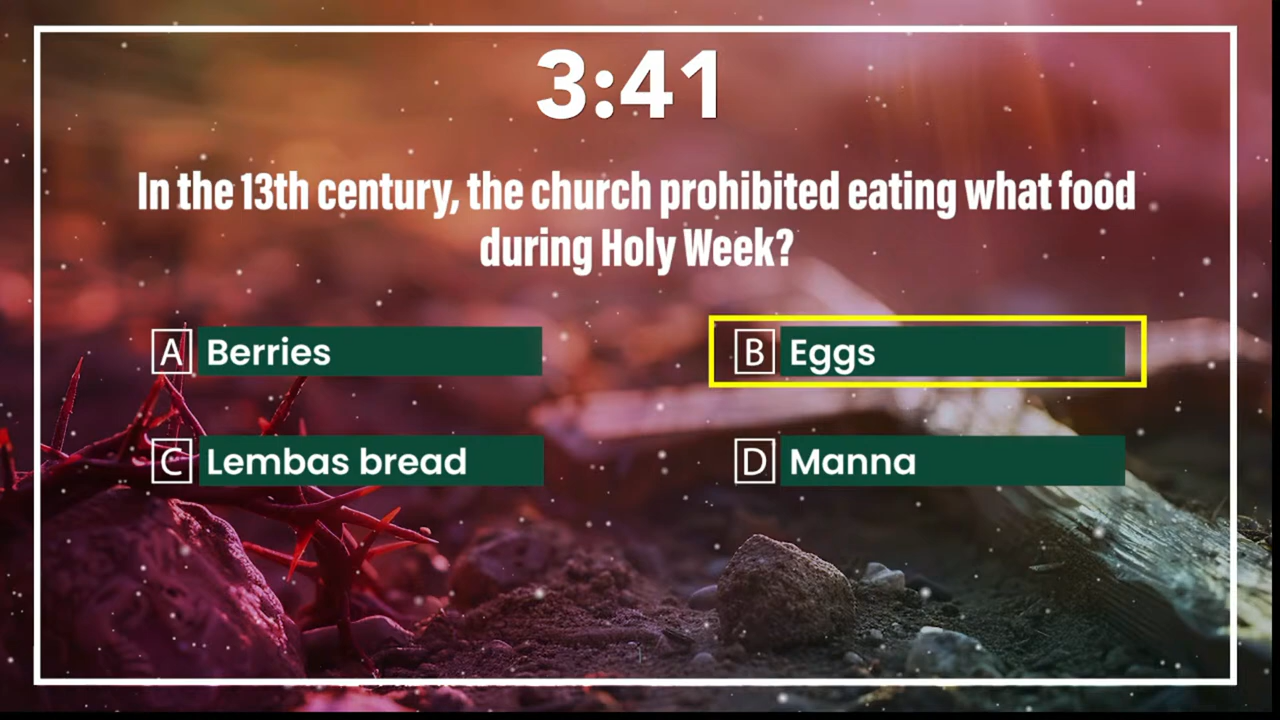 3:41
In the 13th century, the church prohibited eating what food
during Holy Week?
A Berries
B Eggs
C Lembas bread
D Manna